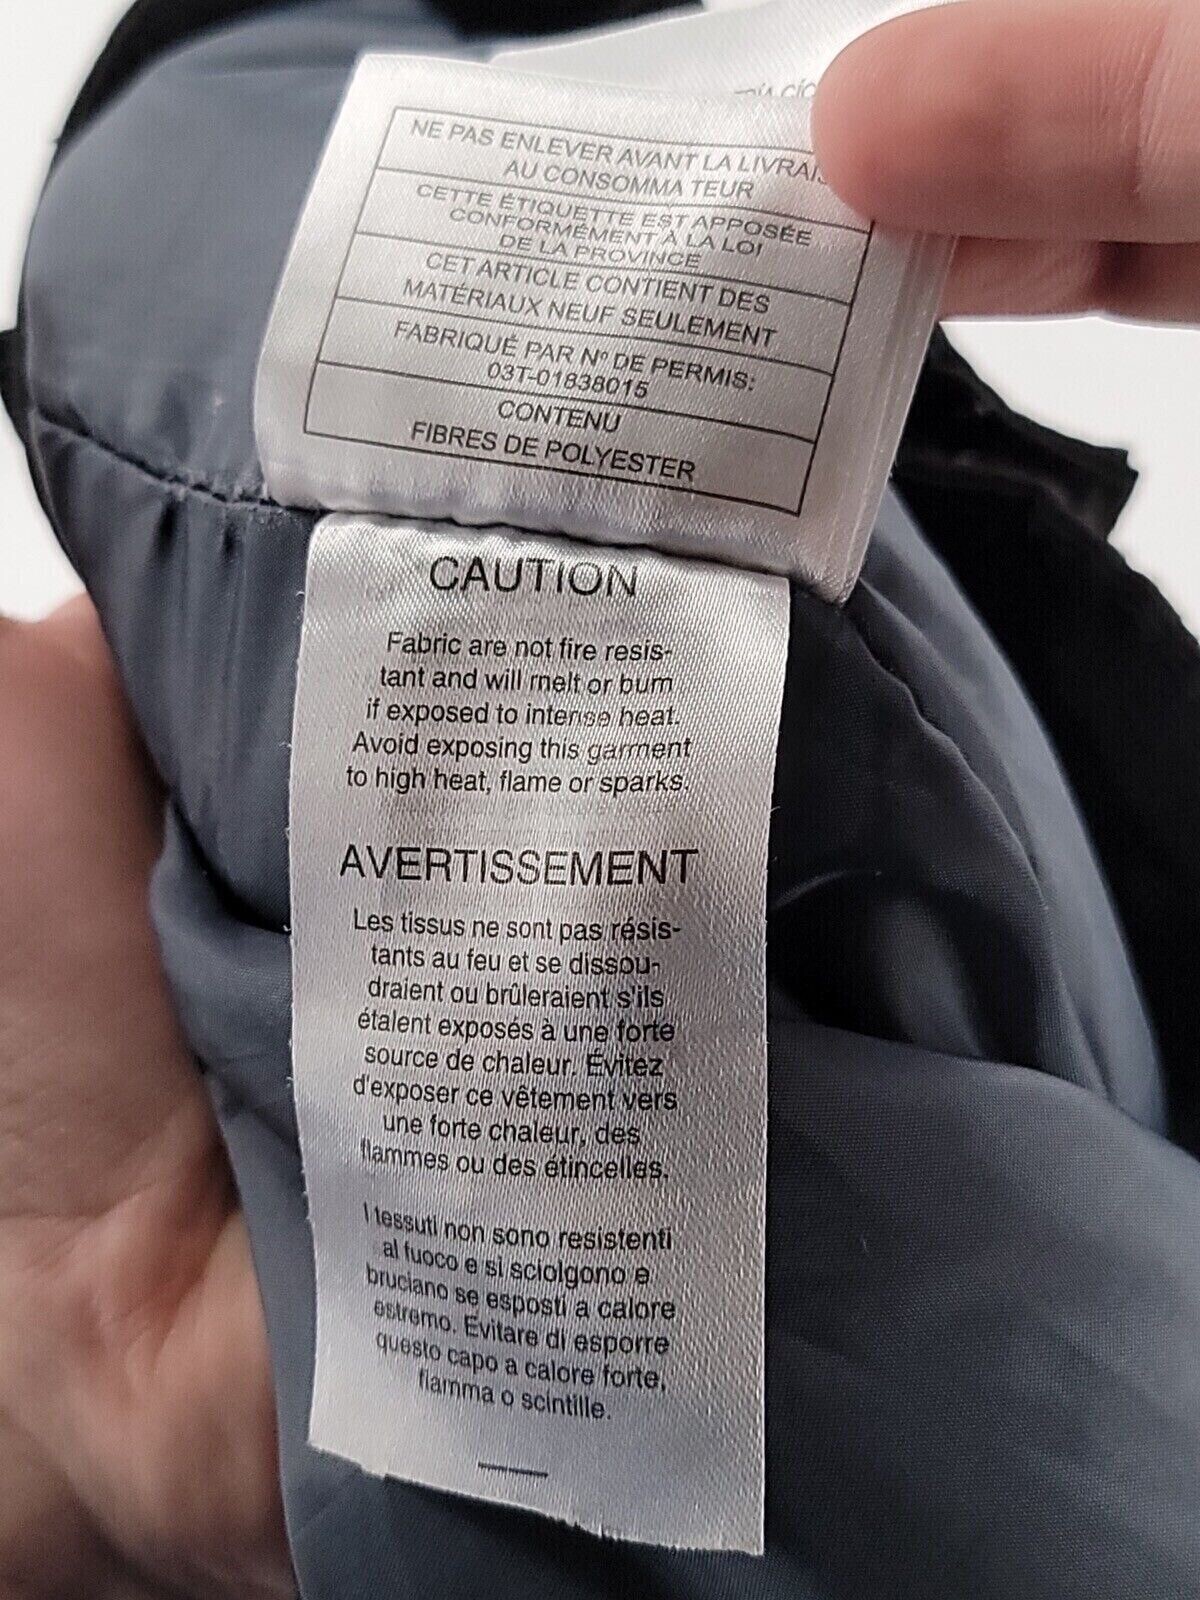 NE PAS ENLEVER AVANT LA
AU CONSOMMA TEUR
CETTE ÉTIQUETTE EST APPOSÉE
CONFORMÉMENT À LA LOI
DE LA PROVINCE
CET ARTICLE CONTIENT DES
MATÉRIAUX NEUF SEULEMENT
FABRIQUÉ PAR Nº DE PERMIS:
03T-01838015
CONTENU
FIBRES DE POLYESTER
CAUTION
Fabric are not fire resis-
tant and will melt or bum
if exposed to intense heat.
Avoid exposing this garment
to high heat, flame or sparks.
AVERTISSEMENT
Les tissus ne sont pas résis-
tants au feu et se dissou-
draient ou brûleraient s'ils
étalent exposés à une forte
source de chaleur. Évitez
d'exposer ce vêtement vers
une forte chaleur, des
flammes ou des étincelles.
I tessuti non sono resistenti
al fuoco e si sciolgono e
bruciano se esposti a calore
estremo. Evitare di esporre
questo capo a calore forte,
fiamma o scintille.